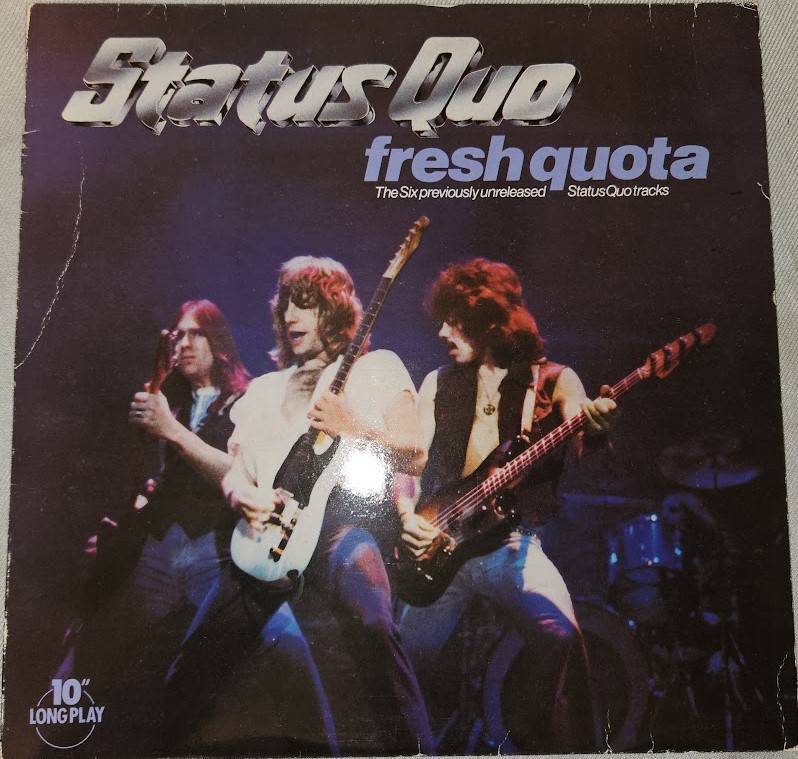 Status Quo
fresh quota
The Six previously unreleased Status Quo tracks
10"
LONG PLAY